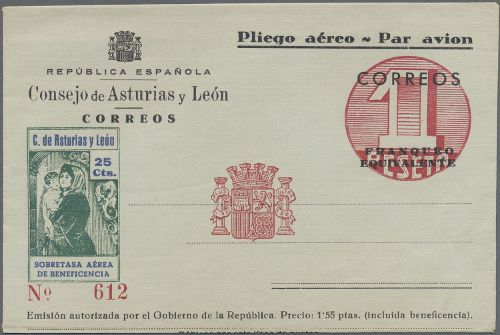 Pliego aéreo ~ Par avion
REPÚBLICA ESPAÑOLA
Consejo de Asturias y León
CORREOS
CORREOS
1
PESETA
FRANQUEO
EQUIVALENTE
C. de Asturias y León
25
Cts.
SOBRETASA AÉREA
DE BENEFICENCIA
Nº 612
Emisión autorizada por el Gobierno de la República. Precio: 1'55 ptas. (incluida beneficencia).